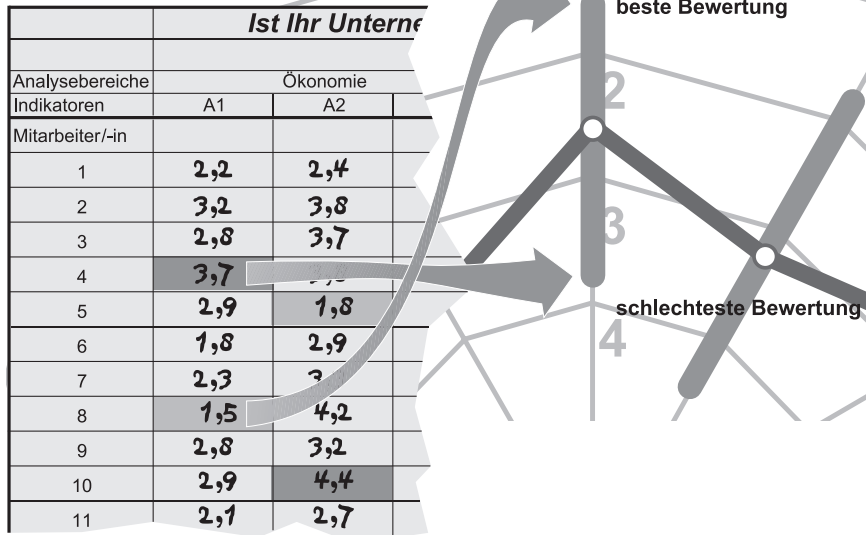 Ist Ihr Unterne
Analysebereiche Ökonomie
Indikatoren A1 A2
Mitarbeiter/-in
1 2,2 2,4
2 3,2 3,8
3 2,8 3,7
4 3,7
5 2,9 1,8
6 1,8 2,9
7 2,3
8 1,5 4,2
9 2,8 3,2
10 2,9 4,4
11 2,1 2,7
beste Bewertung
2
3
schlechteste Bewertung
4